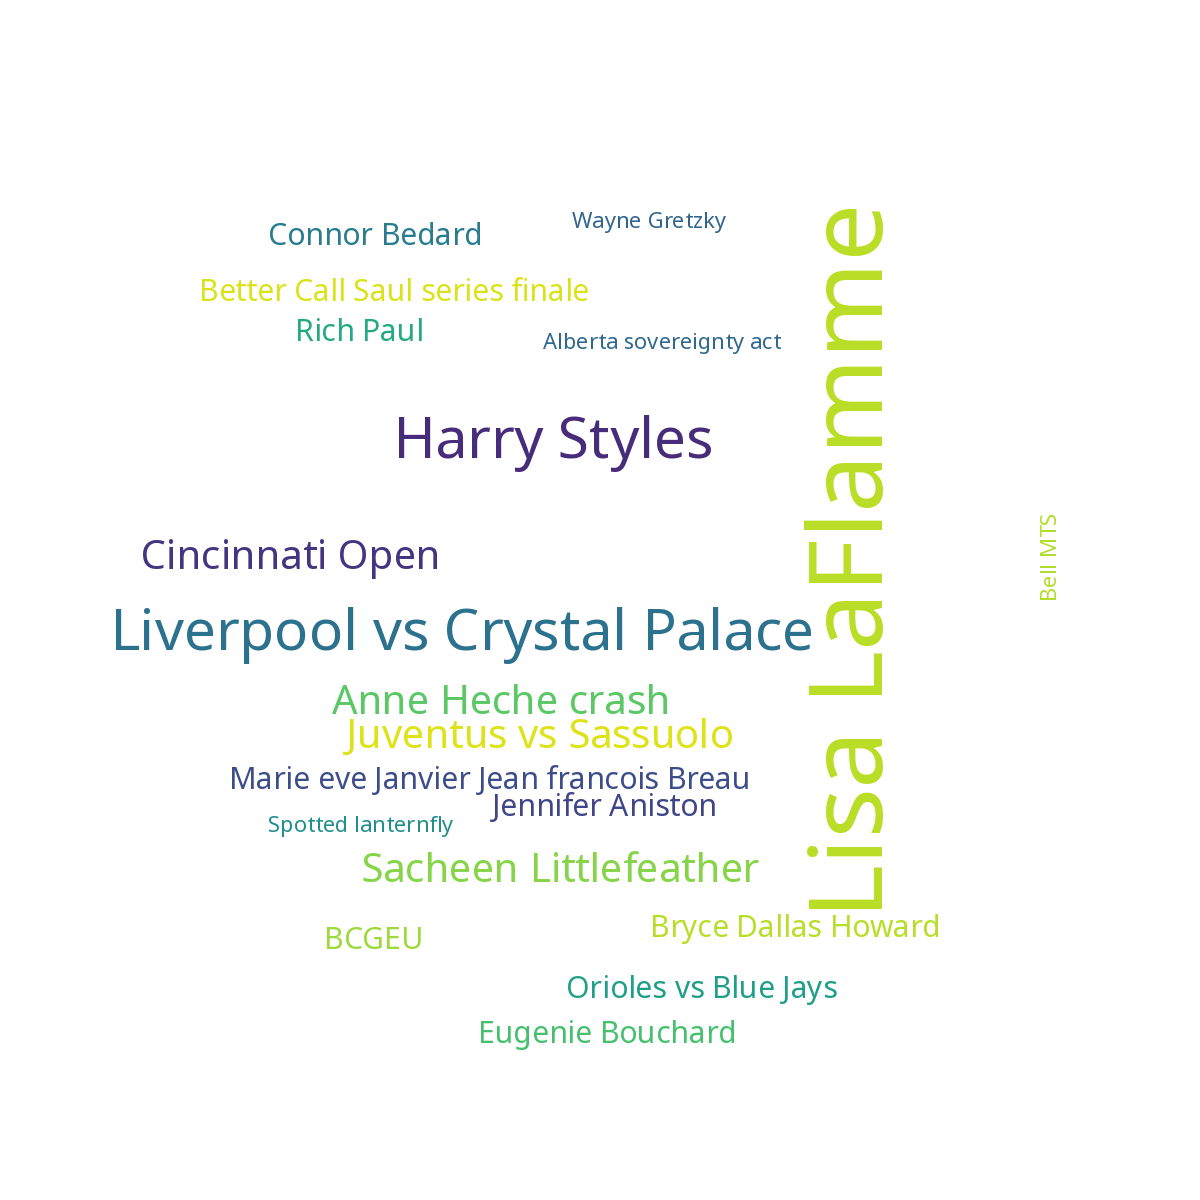 Wayne Gretzky
Connor Bedard
Better Call Saul series finale
Rich Paul
Alberta sovereignty act
Harry Styles
Lisa LaFlamme
Bell MTS
Cincinnati Open
Liverpool vs Crystal Palace
Anne Heche crash
Juventus vs Sassuolo
Marie eve Janvier Jean francois Breau
Jennifer Aniston
Spotted lanternfly
Sacheen Littlefeather
Bryce Dallas Howard
BCGEU
Orioles vs Blue Jays
Eugenie Bouchard